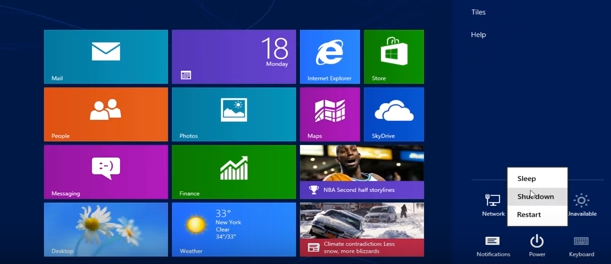 Tiles
Help
Mail
18
Monday
Internet Explorer
Store
People
Photos
Maps
SkyDrive
Messaging
Finance
NBA Second half storylines
Desktop
33°
New York
Clear
34°/33°
Weather
Climate contradiction: Less
snow, more blizzards
Sleep
Shutdown
Restart
Network
Unavailable
Notifications
Power
Keyboard